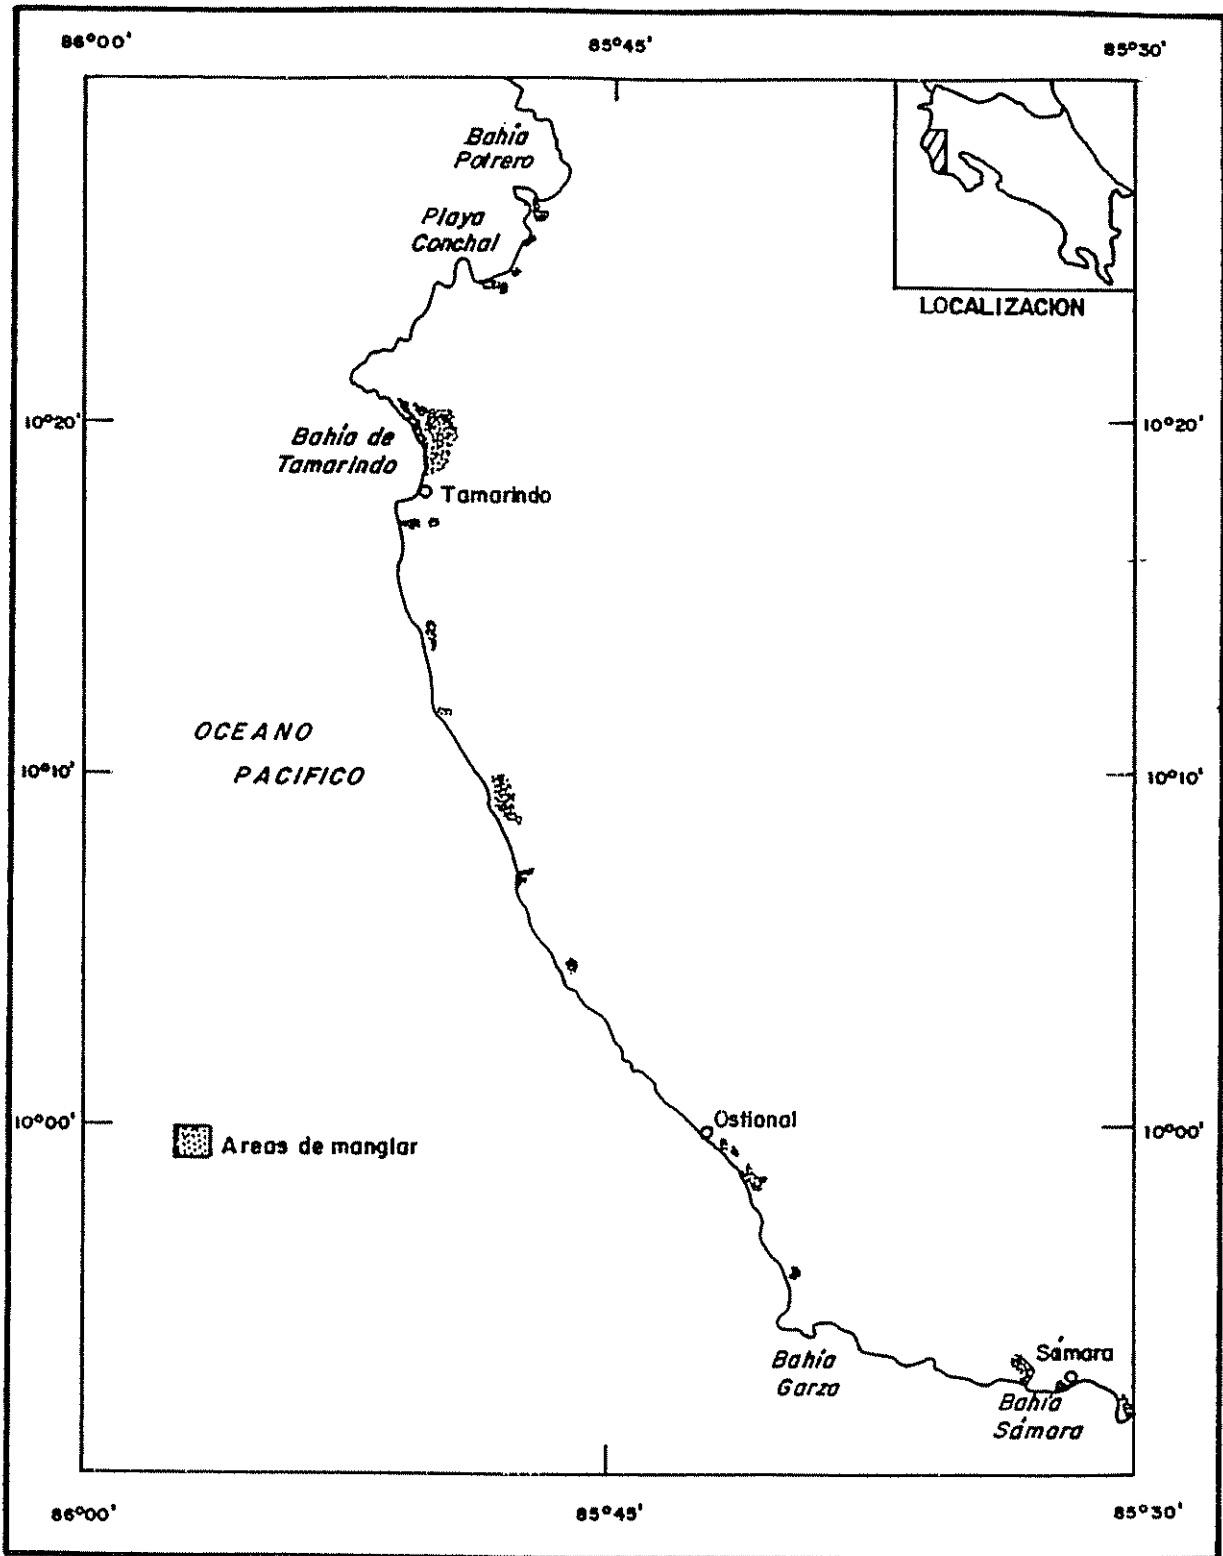 86°00'
85°45'
85°30'
Bahía
Potrero
Playa
Conchal
LOCALIZACION
10°20'
10°20'
Bahía de
Tamarindo
Tamarindo
OCEANO
PACIFICO
10°10'
10°10'
Ostional
10°00'
10°00'
Areas de manglar
Sámara
Bahía
Garza
Bahía
Sámara
86°00'
85°45'
85°30'